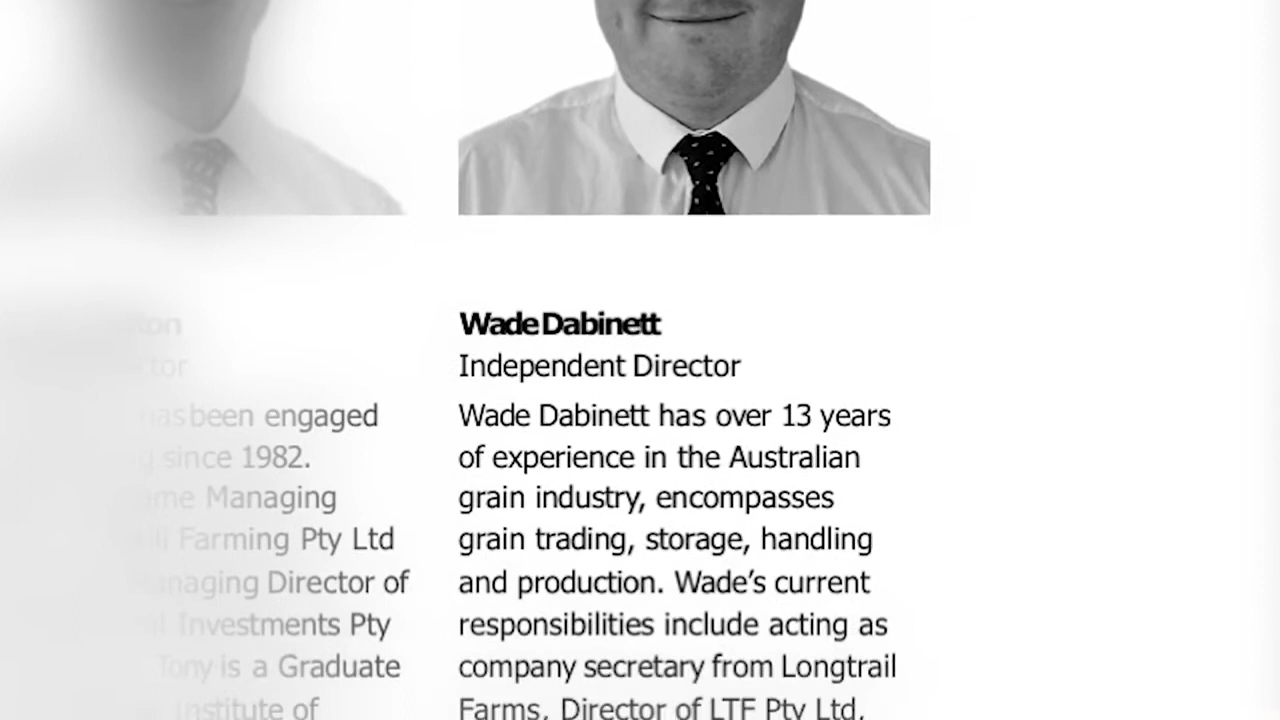 been engaged
since 1982.
Managing
Farming Pty Ltd
Managing Director of
Investments Pty
Tony is a Graduate
Institute of
Wade Dabinett
Independent Director
Wade Dabinett has over 13 years
of experience in the Australian
grain industry, encompasses
grain trading, storage, handling
and production. Wade’s current
responsibilities include acting as
company secretary from Longtrail
Farms, Director of LTF Pty Ltd,